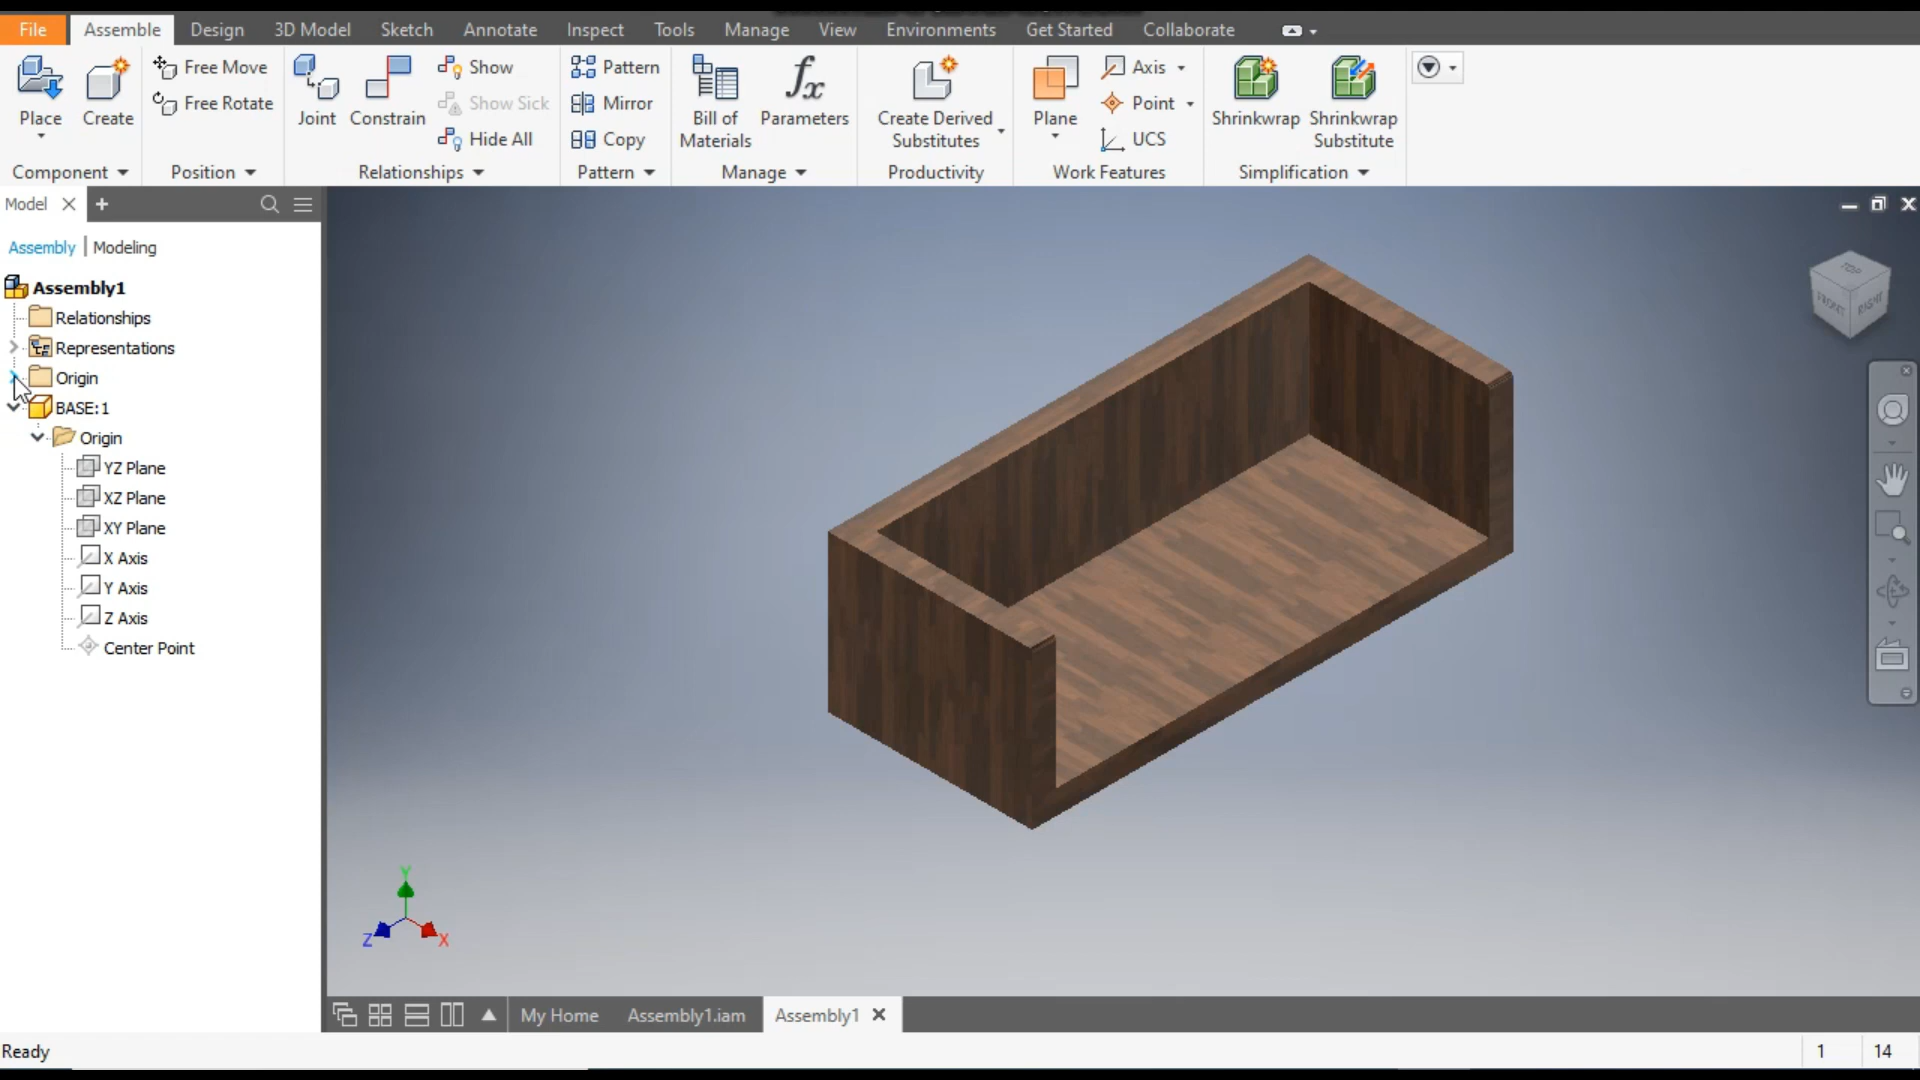 File Assemble Design 3D Model Sketch Annotate Inspect Tools Manage View Environments Get Started Collaborate
Place
Create
Free Move
Free Rotate
Joint
Constrain
Show
Show Sick
Hide All
Pattern
Mirror
Copy
Bill of
Materials
fx
Parameters
Create Derived
Substitutes
Plane
Axis
Point
UCS
Shrinkwrap
Shrinkwrap
Substitute
Component Position Relationships Pattern Manage Productivity Work Features Simplification
Model
Assembly | Modeling
Assembly1
Relationships
Representations
Origin
BASE:1
Origin
YZ Plane
XZ Plane
XY Plane
X Axis
Y Axis
Z Axis
Center Point
TOP
FRONT
RIGHT
Y
Z
X
My Home Assembly1.iam Assembly1
Ready 1 14